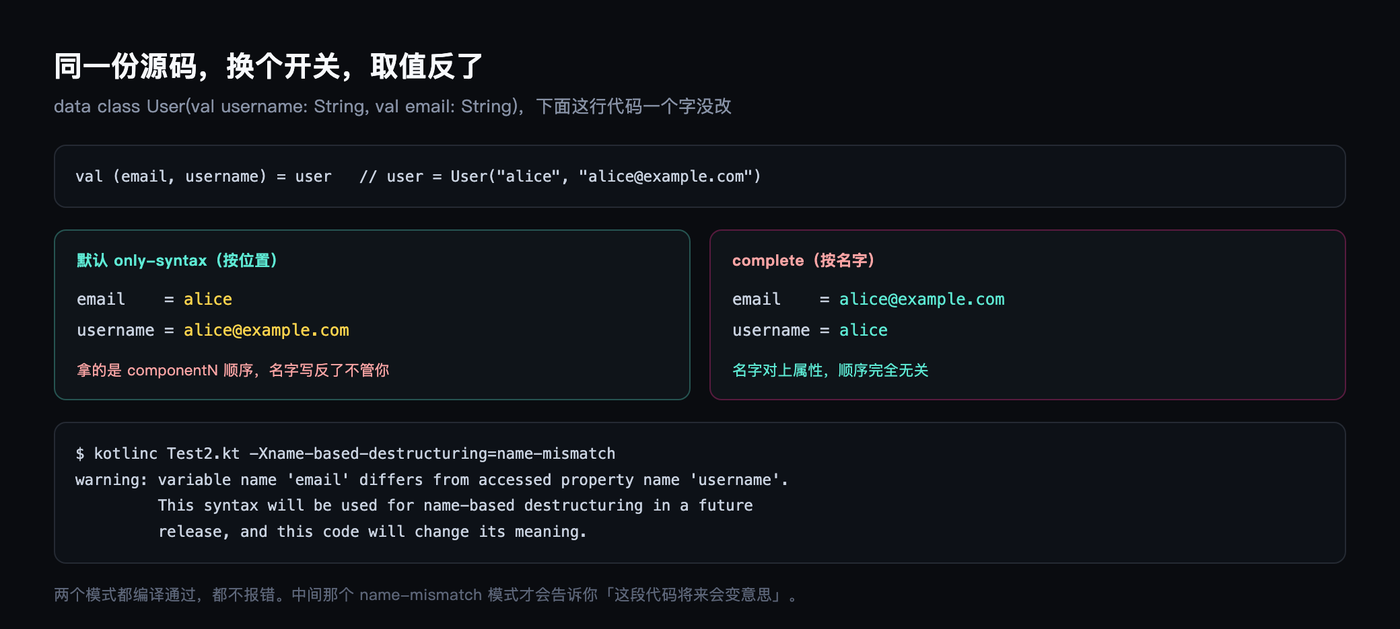 同一份源码，换个开关，取值反了
data class User(val username: String, val email: String)，下面这行代码一个字没改
val (email, username) = user   // user = User("alice", "alice@example.com")
默认 only-syntax（按位置）
email    = alice
username = alice@example.com
拿的是 componentN 顺序，名字写反了不管你
complete（按名字）
email    = alice@example.com
username = alice
名字对上属性，顺序完全无关
$ kotlinc Test2.kt -Xname-based-destructuring=name-mismatch
warning: variable name 'email' differs from accessed property name 'username'.
         This syntax will be used for name-based destructuring in a future
         release, and this code will change its meaning.
两个模式都编译通过，都不报错。中间那个 name-mismatch 模式才会告诉你「这段代码将来会变意思」。